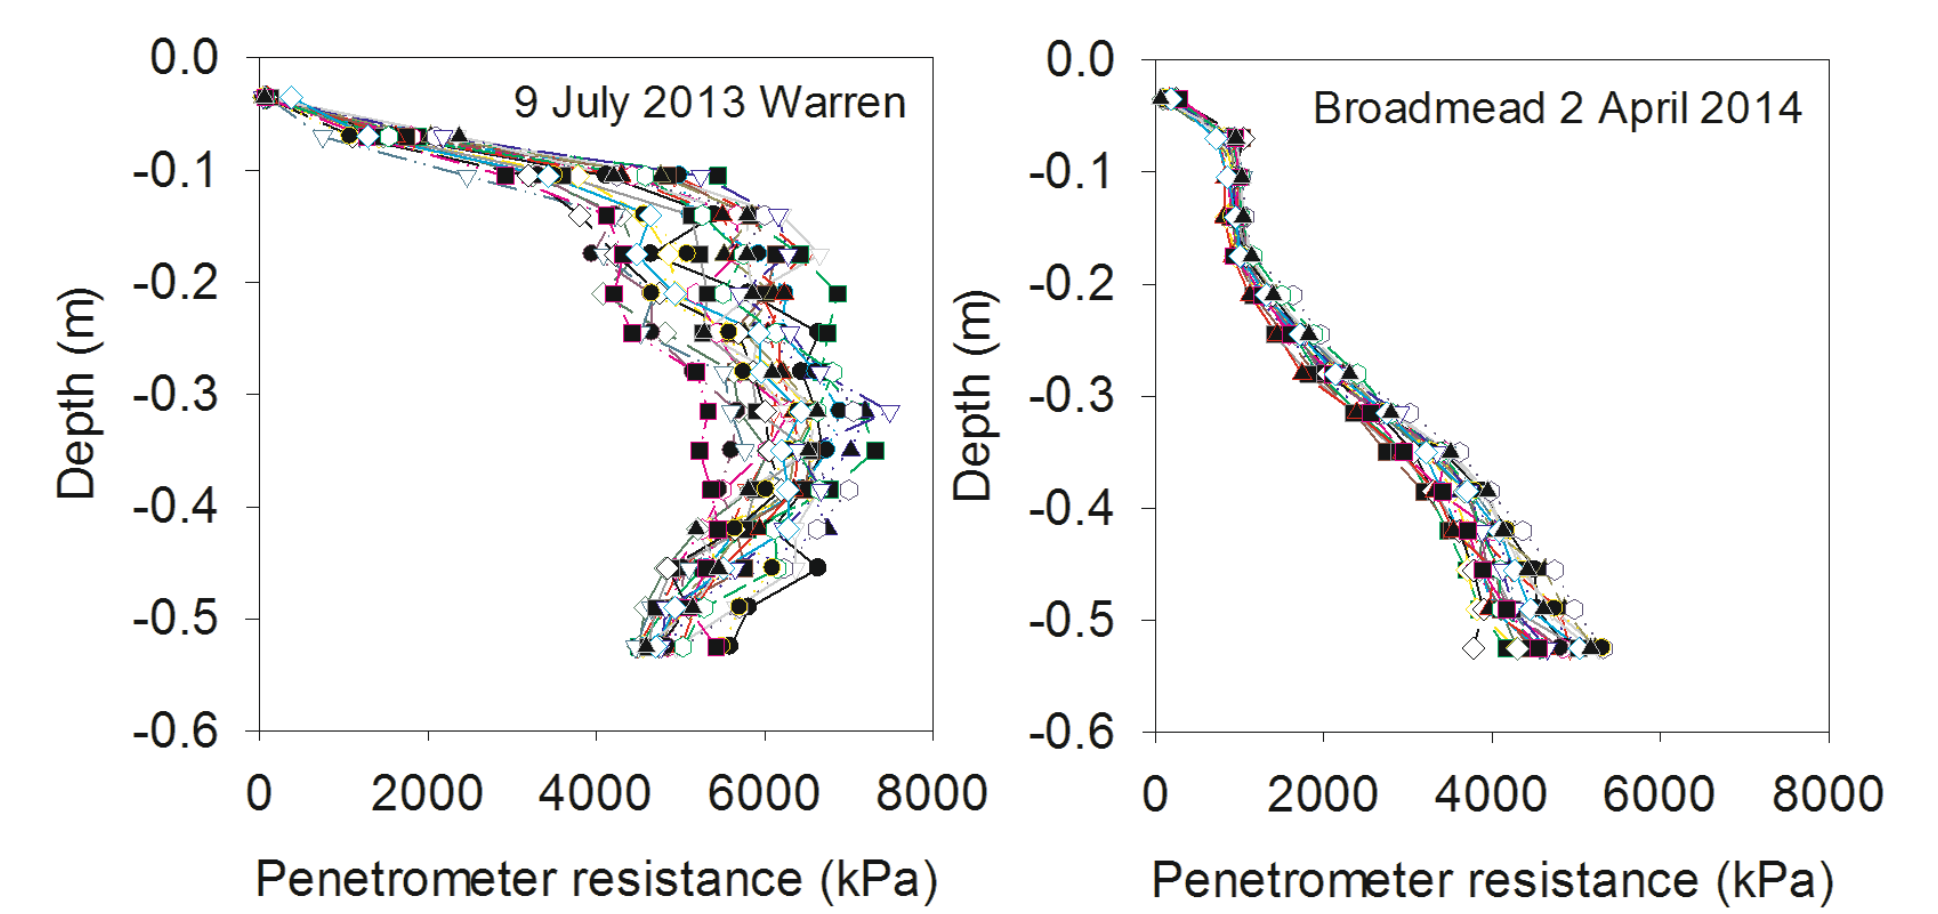 9 July 2013 Warren
0.0
-0.1
-0.2
-0.3
-0.4
-0.5
-0.6
Depth (m)
0 2000 4000 6000 8000
Penetrometer resistance (kPa)
Broadmead 2 April 2014
0.0
-0.1
-0.2
-0.3
-0.4
-0.5
-0.6
Depth (m)
0 2000 4000 6000 8000
Penetrometer resistance (kPa)